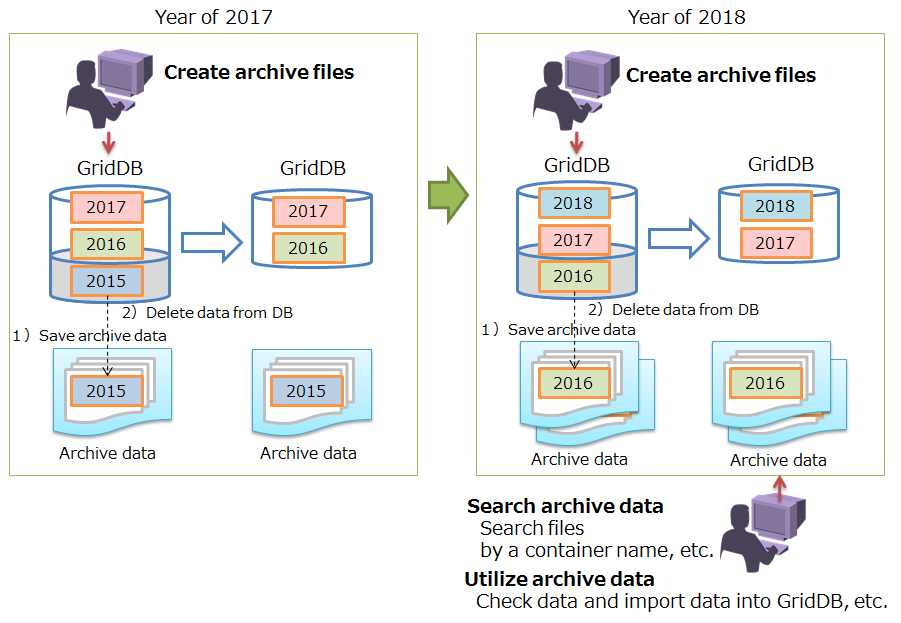 Year of 2017
Create archive files
GridDB
GridDB
2017
2016
2015
2017
2016
2）Delete data from DB
1）Save archive data
2015
2015
Archive data
Archive data
Year of 2018
Create archive files
GridDB
GridDB
2018
2017
2016
2018
2017
2）Delete data from DB
1）Save archive data
2016
2016
Archive data
Archive data
Search archive data
Search files
by a container name, etc.
Utilize archive data
Check data and import data into GridDB, etc.